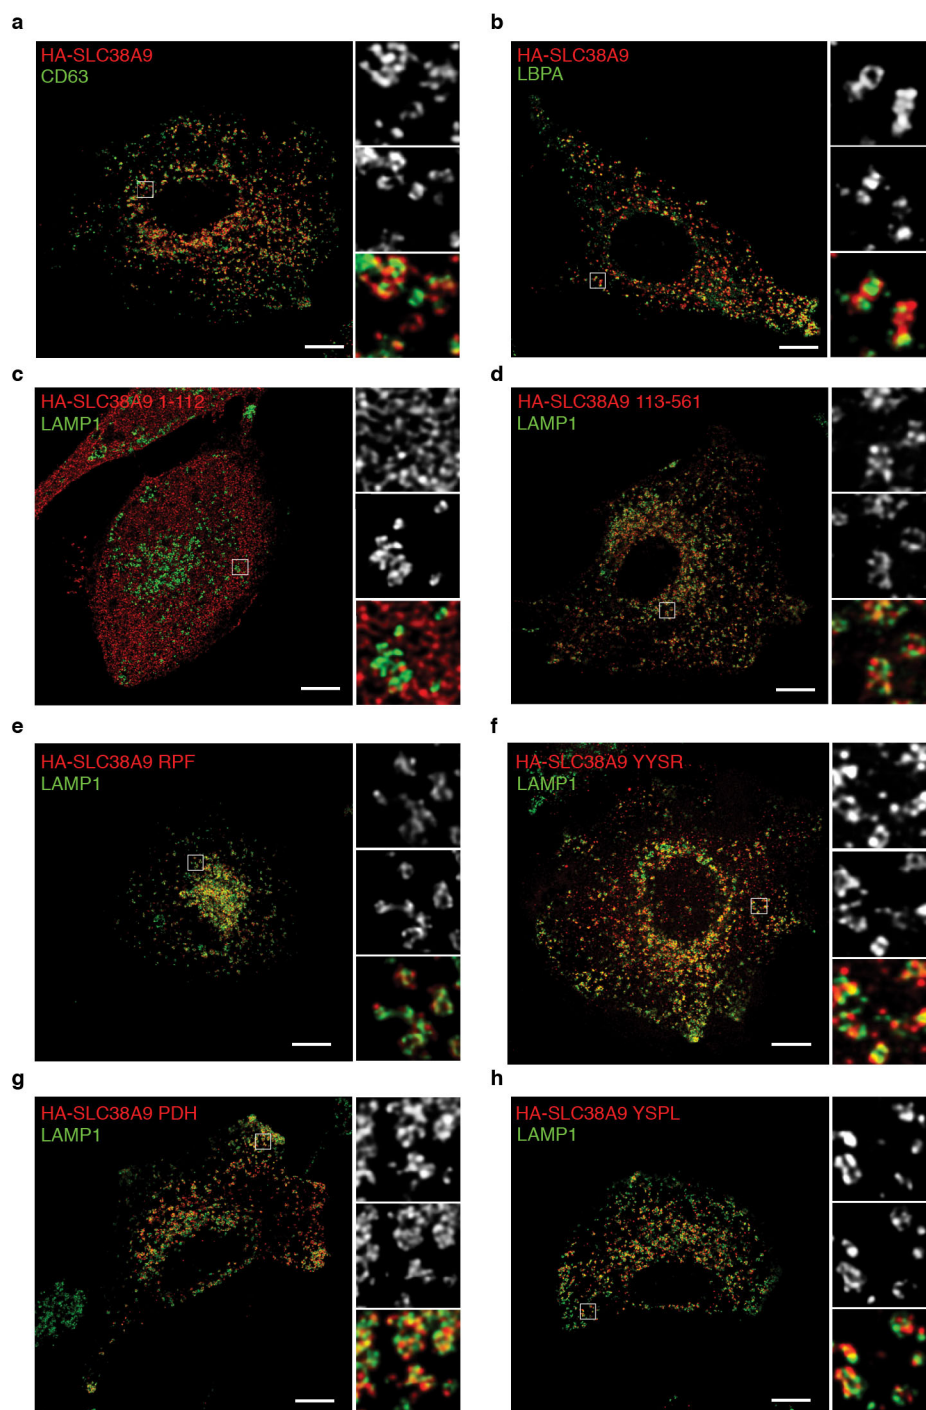 a
HA-SLC38A9
CD63
b
HA-SLC38A9
LBPA
c
HA-SLC38A9 1-112
LAMP1
d
HA-SLC38A9 113-561
LAMP1
e
HA-SLC38A9 RPF
LAMP1
f
HA-SLC38A9 YYSR
LAMP1
g
HA-SLC38A9 PDH
LAMP1
h
HA-SLC38A9 YSPL
LAMP1